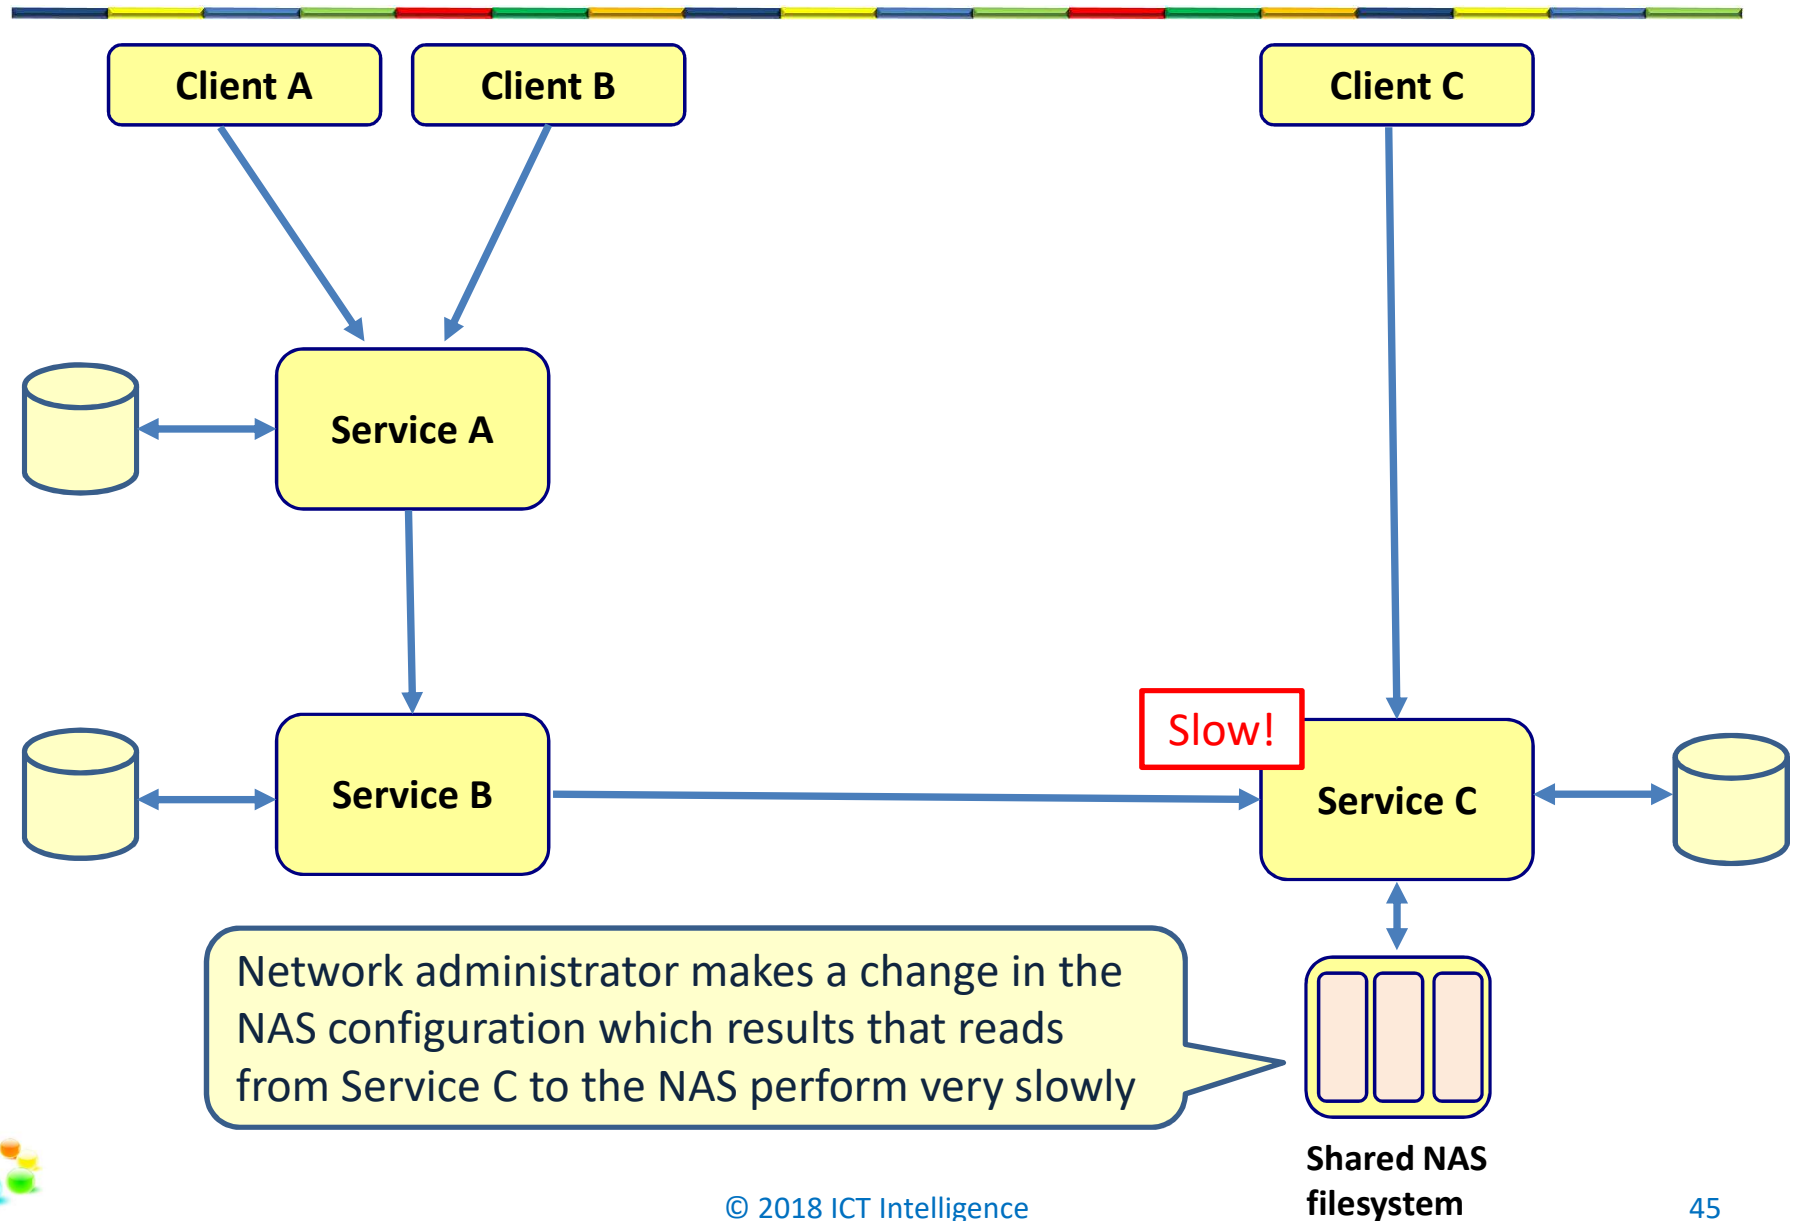 Client A
Client B
Client C
Service A
Slow!
Service B
Service C
Network administrator makes a change in the
NAS configuration which results that reads
from Service C to the NAS perform very slowly
Shared NAS
filesystem
© 2018 ICT Intelligence
45